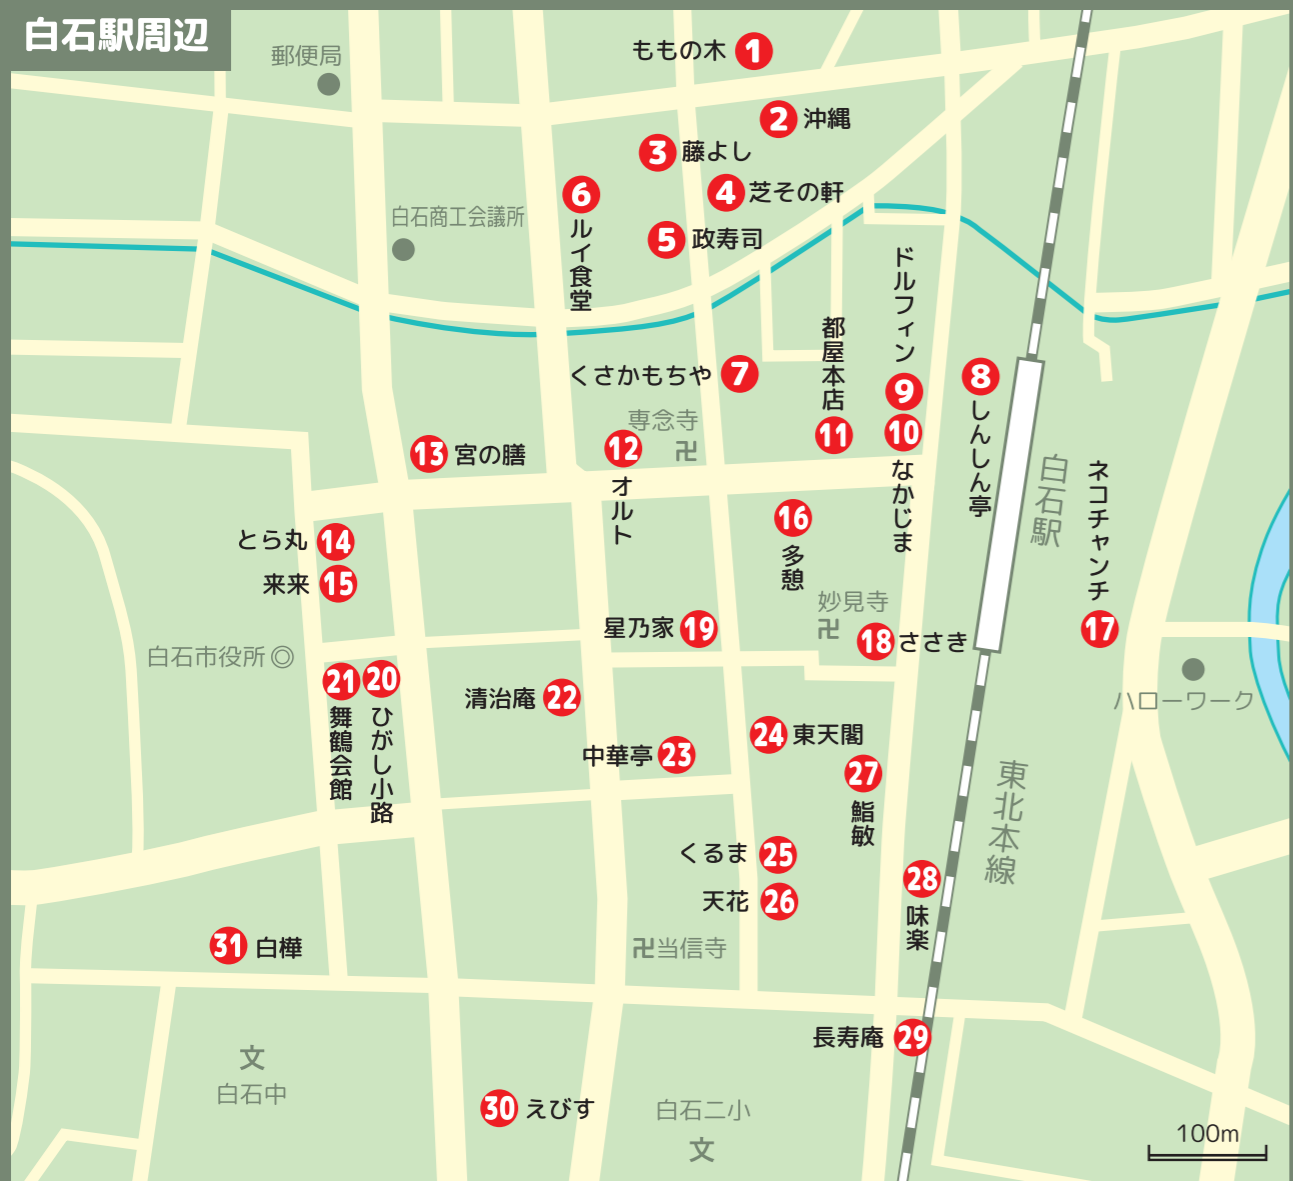 白石駅周辺
郵便局
ももの木 1
2 沖縄
3 藤よし
4 芝その軒
5 政寿司
6 ルイ食堂
白石商工会議所
くさかもちや 7
8 しんしん亭
ドルフィン 9
10 なかじま
都屋本店 11
専念寺
卍
12 オルト
13 宮の膳
とら丸 14
来来 15
16 多憩
白石駅
ネコチャンチ 17
妙見寺
卍
18 ささき
星乃家 19
白石市役所 ◎
20 ひがし小路
21 舞鶴会館
清治庵 22
中華亭 23
24 東天閣
ハローワーク
東北本線
27 鮨敏
くるま 25
天花 26
28 味楽
卍当信寺
31 白樺
長寿庵 29
文
白石中
30 えびす
白石二小
文
100m